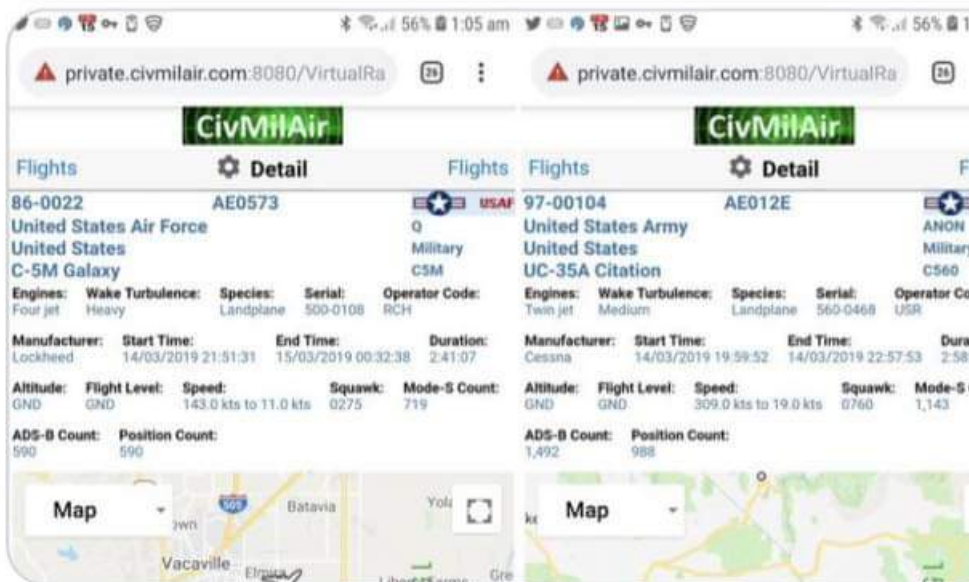 56% 1:05 am
private.civmilair.com:8080/VirtualRa 26
CivMilAir
Flights Detail Flights
86-0022 AE0573 USAF
United States Air Force Q
United States Military
C-5M Galaxy C5M
Engines: Wake Turbulence: Species: Serial: Operator Code:
Four jet Heavy Landplane 500-0108 RCH
Manufacturer: Start Time: End Time: Duration:
Lockheed 14/03/2019 21:51:31 15/03/2019 00:32:38 2:41:07
Altitude: Flight Level: Speed: Squawk: Mode-S Count:
GND GND 143.0 kts to 11.0 kts 0275 719
ADS-B Count: Position Count:
590 590
Map
505
Batavia
Vacaville
Elmira
56% 1
private.civmilair.com:8080/VirtualRa 26
CivMilAir
Flights Detail F
97-00104 AE012E
United States Army ANON
United States Military
UC-35A Citation C560
Engines: Wake Turbulence: Species: Serial: Operator Co
Twin jet Medium Landplane 560-0468 USR
Manufacturer: Start Time: End Time: Dura
Cessna 14/03/2019 19:59:52 14/03/2019 22:57:53 2:58
Altitude: Flight Level: Speed: Squawk: Mode-S
GND GND 309.0 kts to 19.0 kts 0760 1,143
ADS-B Count: Position Count:
1,492 988
Map